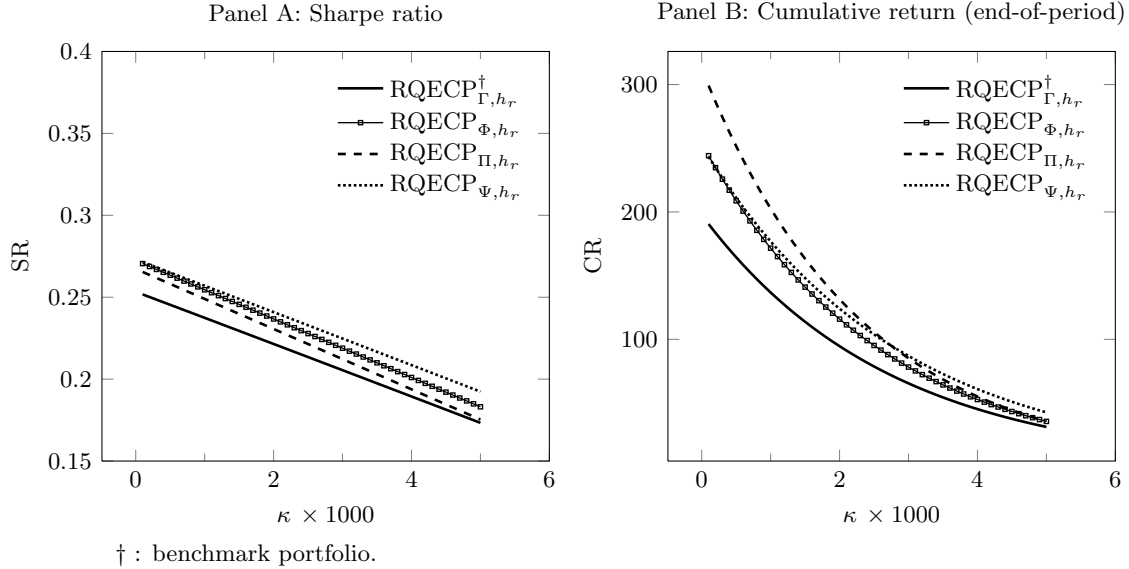 Panel A: Sharpe ratio
0.4
0.35
0.3
0.25
0.2
0.15
SR
0
2
4
6
κ × 1000
RQECP†Γ,hr
RQECPΦ,hr
RQECPΠ,hr
RQECPΨ,hr
Panel B: Cumulative return (end-of-period)
300
200
100
CR
0
2
4
6
κ × 1000
RQECP†Γ,hr
RQECPΦ,hr
RQECPΠ,hr
RQECPΨ,hr
† : benchmark portfolio.